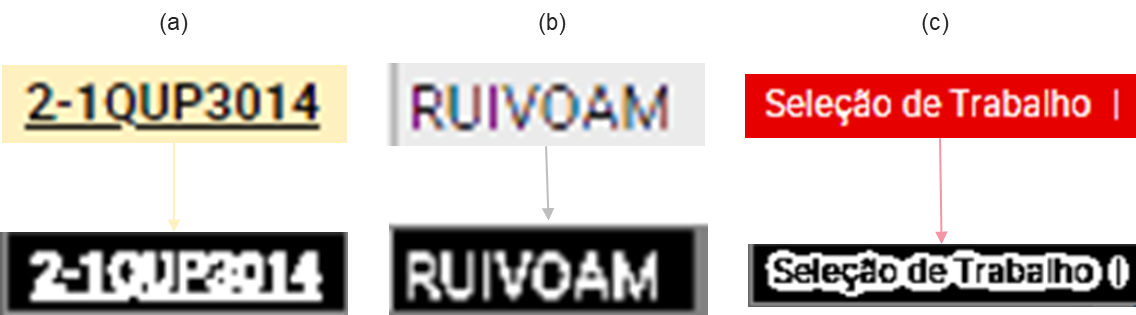 (a) (b) (c)
2-1QUP3014 RUIVOAM Seleção de Trabalho |
2-1QUP3014 RUIVOAM Seleção de Trabalho |